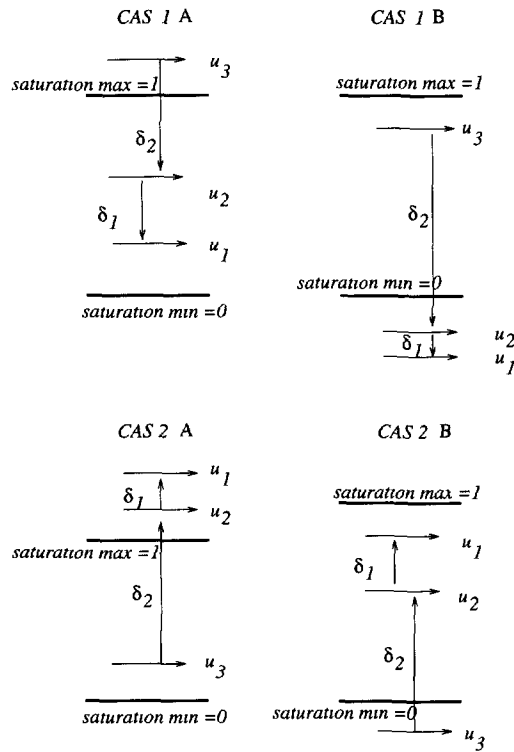 CAS 1 A
u3
saturation max = 1
δ2
u2
δ1
u1
saturation min = 0
CAS 1 B
saturation max = 1
u3
δ2
saturation min = 0
u2
δ1
u1
CAS 2 A
u1
δ1
u2
saturation max = 1
δ2
u3
saturation min = 0
CAS 2 B
saturation max = 1
u1
δ1
u2
δ2
saturation min = 0
u3